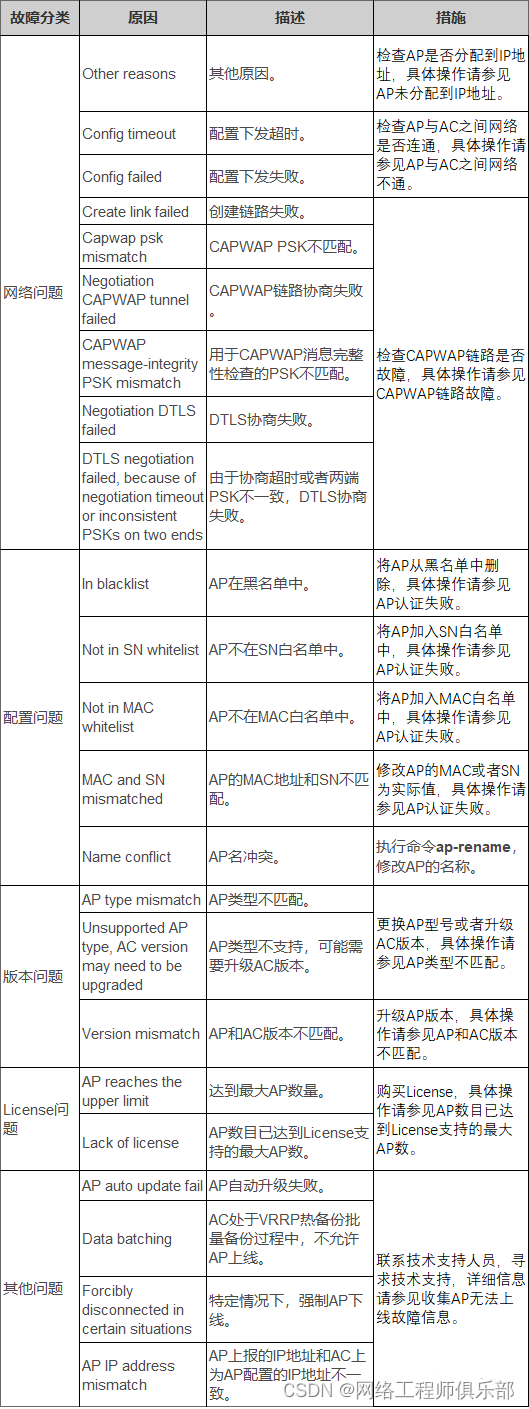 故障分类 原因 描述 措施
网络问题
Other reasons
其他原因。
检查AP是否分配到IP地
址，具体操作请参见
AP未分配到IP地址。
Config timeout
配置下发超时。
检查AP与AC之间网络
是否连通，具体操作请
参见AP与AC之间网络
不通。
Config failed
配置下发失败。
Create link failed
创建链路失败。
检查CAPWAP链路是否
故障，具体操作请参见
CAPWAP链路故障。
Capwap psk
mismatch
CAPWAP PSK不匹配。
Negotiation
CAPWAP tunnel
failed
CAPWAP链路协商失败
。
CAPWAP
message-integrity
PSK mismatch
用于CAPWAP消息完整
性检查的PSK不匹配。
Negotiation DTLS
failed
DTLS协商失败。
DTLS negotiation
failed, because of
negotiation timeout
or inconsistent
PSKs on two ends
由于协商超时或者两端
PSK不一致，DTLS协商
失败。
配置问题
In blacklist
AP在黑名单中。
将AP从黑名单中删
除，具体操作请参见
AP认证失败。
Not in SN whitelist
AP不在SN白名单中。
将AP加入SN白名单
中，具体操作请参见
AP认证失败。
Not in MAC
whitelist
AP不在MAC白名单中。
将AP加入MAC白名单
中，具体操作请参见
AP认证失败。
MAC and SN
mismatched
AP的MAC地址和SN不匹
配。
修改AP的MAC或者SN
为实际值，具体操作请
参见AP认证失败。
Name conflict
AP名冲突。
执行命令ap-rename，
修改AP的名称。
版本问题
AP type mismatch
AP类型不匹配。
更换AP型号或者升级
AC版本，具体操作请
参见AP类型不匹配。
Unsupported AP
type, AC version
may need to be
upgraded
AP类型不支持，可能需
要升级AC版本。
Version mismatch
AP和AC版本不匹配。
升级AP版本，具体操
作请参见AP和AC版本
不匹配。
License问
题
AP reaches the
upper limit
达到最大AP数量。
购买License，具体操
作请参见AP数目已达
到License支持的最大
AP数。
Lack of license
AP数目已达到License支
持的最大AP数。
其他问题
AP auto update fail
AP自动升级失败。
联系技术支持人员，寻
求技术支持，详细信息
请参见收集AP无法上
线故障信息。
Data batching
AC处于VRRP热备份批
量备份过程中，不允许
AP上线。
Forcibly
disconnected in
certain situations
特定情况下，强制AP下
线。
AP IP address
mismatch
AP上报的IP地址和AC上
为AP配置的IP地址不一
致。
CSDN @网络工程师俱乐部